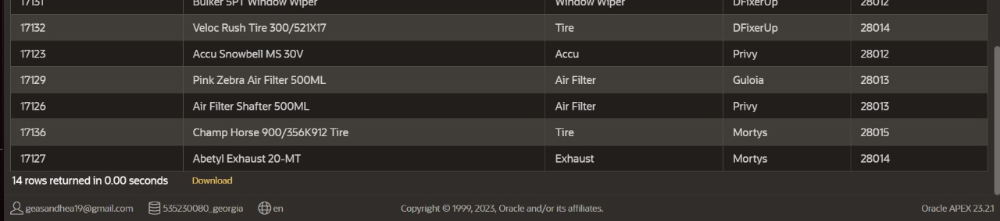 17131 Bulker 5PT Window Wiper Window Wiper DFixerUp 28012
17132 Veloc Rush Tire 300/521X17 Tire DFixerUp 28014
17123 Accu Snowbell MS 30V Accu Privy 28012
17129 Pink Zebra Air Filter 500ML Air Filter Guloia 28013
17126 Air Filter Shafter 500ML Air Filter Privy 28013
17136 Champ Horse 900/356K912 Tire Tire Mortys 28015
17127 Abetyl Exhaust 20-MT Exhaust Mortys 28014
14 rows returned in 0.00 seconds Download
geasandhea19@gmail.com 535230080_georgia en Copyright © 1999, 2023, Oracle and/or its affiliates. Oracle APEX 23.2.1